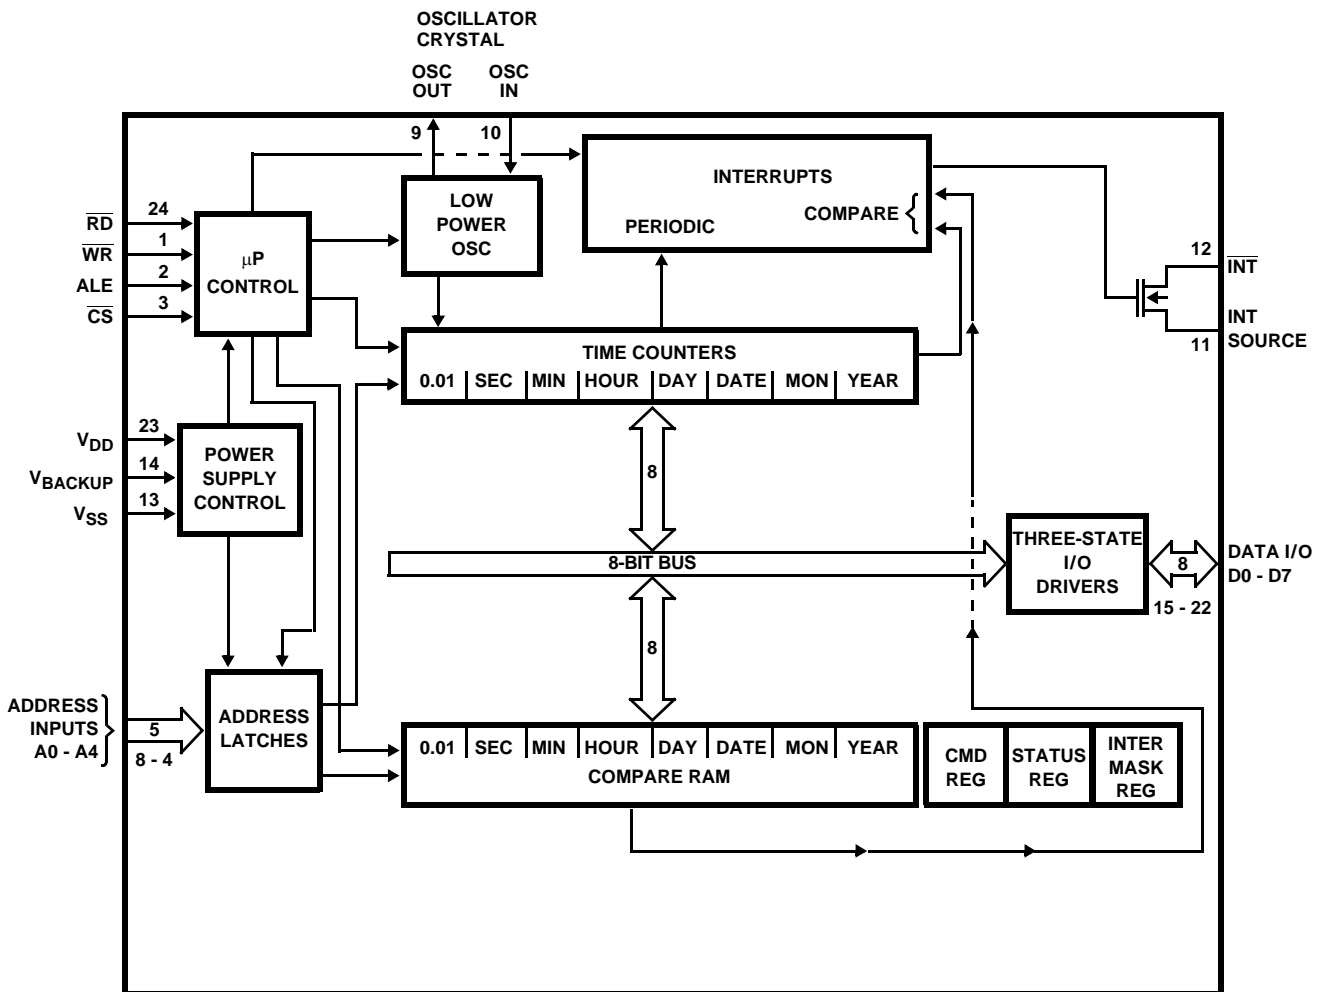 OSCILLATOR
CRYSTAL
OSC
OUT
OSC
IN
9
10
INTERRUPTS
COMPARE
PERIODIC
LOW
POWER
OSC
RD
24
WR
1
ALE
2
CS
3
μP
CONTROL
12
INT
INT
SOURCE
11
TIME COUNTERS
0.01 SEC MIN HOUR DAY DATE MON YEAR
VDD
23
VBACKUP
14
VSS
13
POWER
SUPPLY
CONTROL
8
8-BIT BUS
THREE-STATE
I/O
DRIVERS
8
DATA I/O
D0 - D7
15 - 22
8
ADDRESS
INPUTS
A0 - A4
5
8 - 4
ADDRESS
LATCHES
0.01 SEC MIN HOUR DAY DATE MON YEAR
COMPARE RAM
CMD
REG
STATUS
REG
INTER
MASK
REG